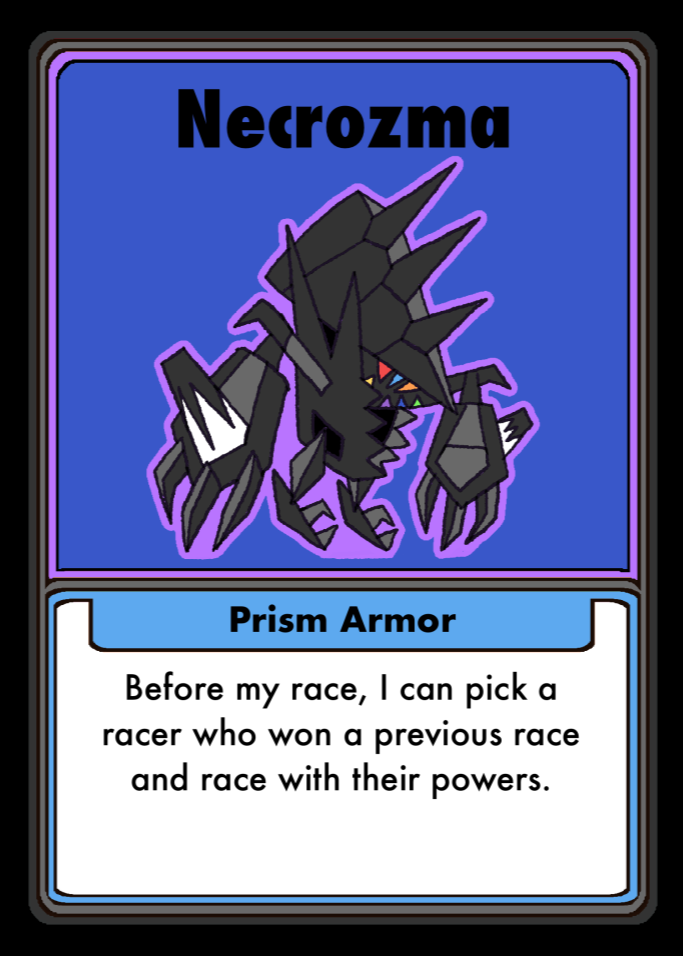 Necrozma
Prism Armor
Before my race, I can pick a
racer who won a previous race
and race with their powers.